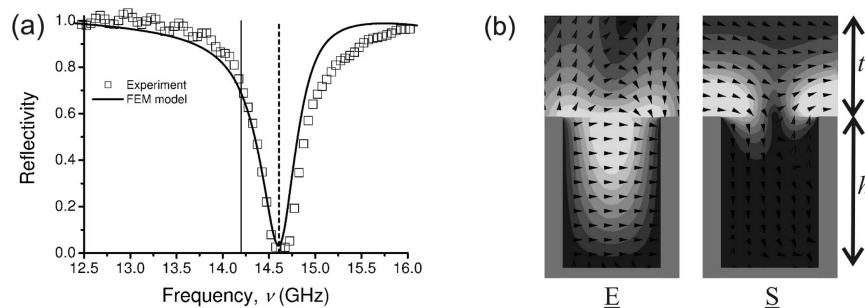 (a)
1.0
0.8
0.6
0.4
0.2
0.0
Reflectivity
Experiment
FEM model
12.5 13.0 13.5 14.0 14.5 15.0 15.5 16.0
Frequency, ν (GHz)
(b)
t
h
E
S